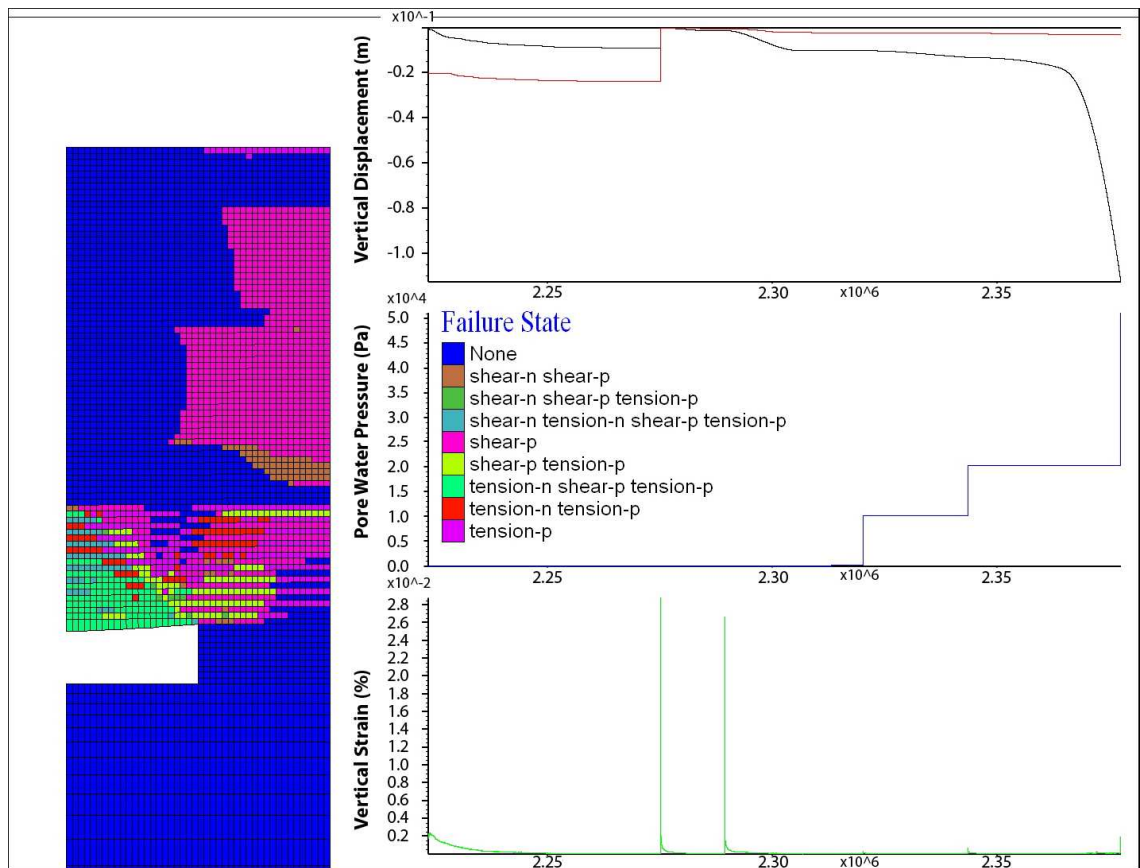 x10^-1
Vertical Displacement (m)
-0.2
-0.4
-0.6
-0.8
-1.0
2.25
2.30
x10^6
2.35
x10^4
Pore Water Pressure (Pa)
5.0
4.5
4.0
3.5
3.0
2.5
2.0
1.5
1.0
0.5
0.0
Failure State
None
shear-n shear-p
shear-n shear-p tension-p
shear-n tension-n shear-p tension-p
shear-p
shear-p tension-p
tension-n shear-p tension-p
tension-n tension-p
tension-p
2.25
2.30
x10^6
2.35
x10^-2
Vertical Strain (%)
2.8
2.6
2.4
2.2
2.0
1.8
1.6
1.4
1.2
1.0
0.8
0.6
0.4
0.2
2.25
2.30
x10^6
2.35